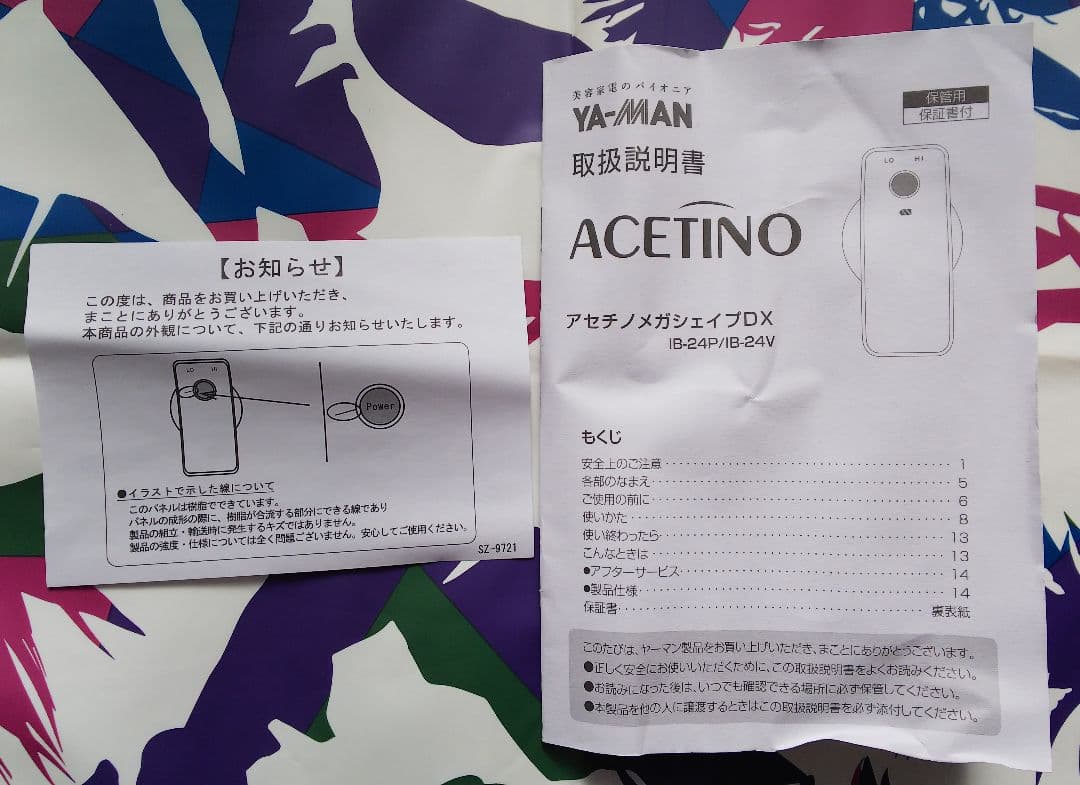 【お知らせ】
この度は、商品をお買い上げいただき、
まことにありがとうございます。
本商品の外観について、下記の通りお知らせいたします。
LO HI
Power
●イラストで示した線について
このパネルは樹脂でできています。
パネルの成形の際に、樹脂が合流する部分にできる線であり
製品の組立・輸送時に発生するキズではありません。
製品の強度・仕様については全く問題ございません。安心してご使用ください。
SZ-9721
美容家電のパイオニア
YA-MAN
取扱説明書
保管用
保証書付
LO HI
ACETINO
アセチノメガシェイプDX
IB-24P/IB-24V
もくじ
安全上のご注意 1
各部のなまえ 5
ご使用の前に 6
使いかた 8
使い終わったら 13
こんなときは 13
●アフターサービス 14
●製品仕様 14
保証書 裏表紙
このたびは、ヤーマン製品をお買い上げいただき、まことにありがとうございます。
●正しく安全にお使いいただくために、この取扱説明書をよくお読みください。
●お読みになった後は、いつでも確認できる場所に必ず保管してください。
●本製品を他の人に譲渡するときはこの取扱説明書を必ず添付してください。